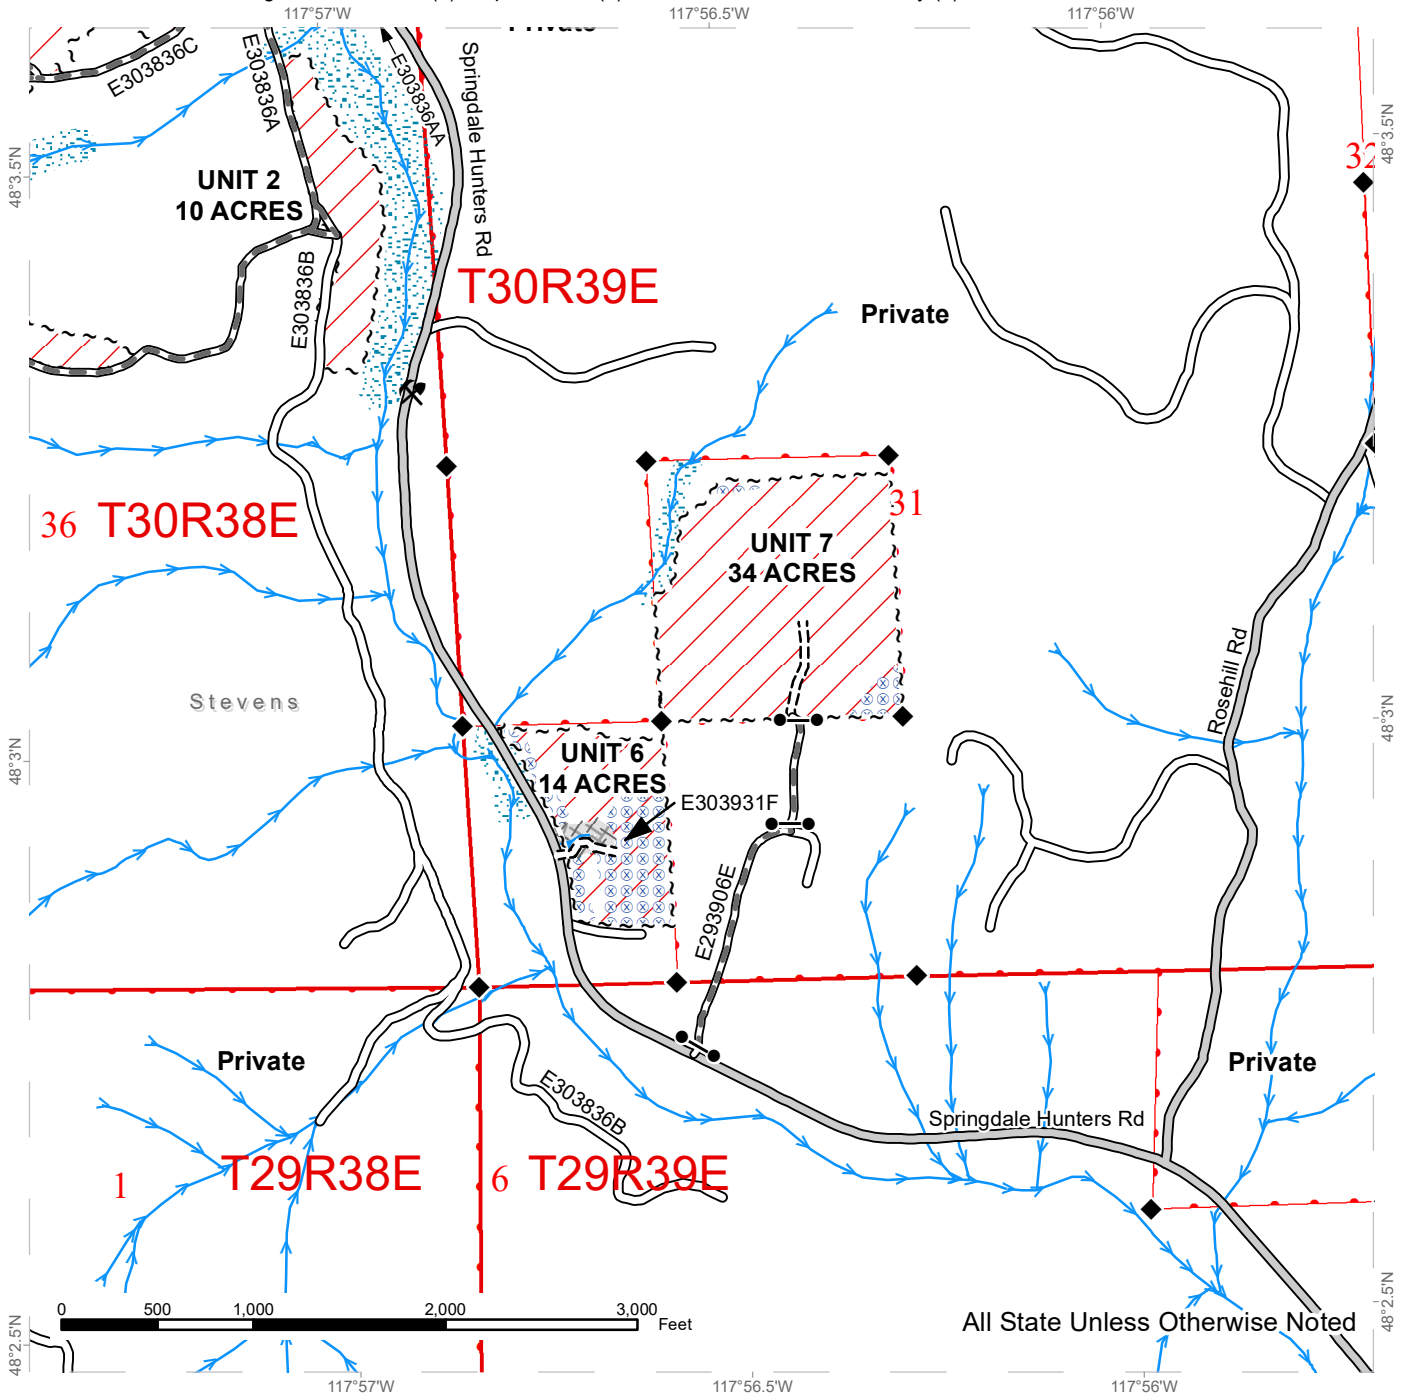 117°57'W
117°56.5'W
117°56'W
Private
E303836C
E303836A
E303836AA
Springdale Hunters Rd
48°3.5'N
48°3.5'N
32
UNIT 2
10 ACRES
E303836B
T30R39E
Private
36 T30R38E
31
UNIT 7
34 ACRES
Stevens
Rosehill Rd
48°3'N
48°3'N
UNIT 6
14 ACRES
E303931F
E293906E
Private
Private
E303836B
Springdale Hunters Rd
1 T29R38E
6 T29R39E
0 500 1,000 2,000 3,000
Feet
All State Unless Otherwise Noted
48°2.5'N
48°2.5'N
117°57'W
117°56.5'W
117°56'W